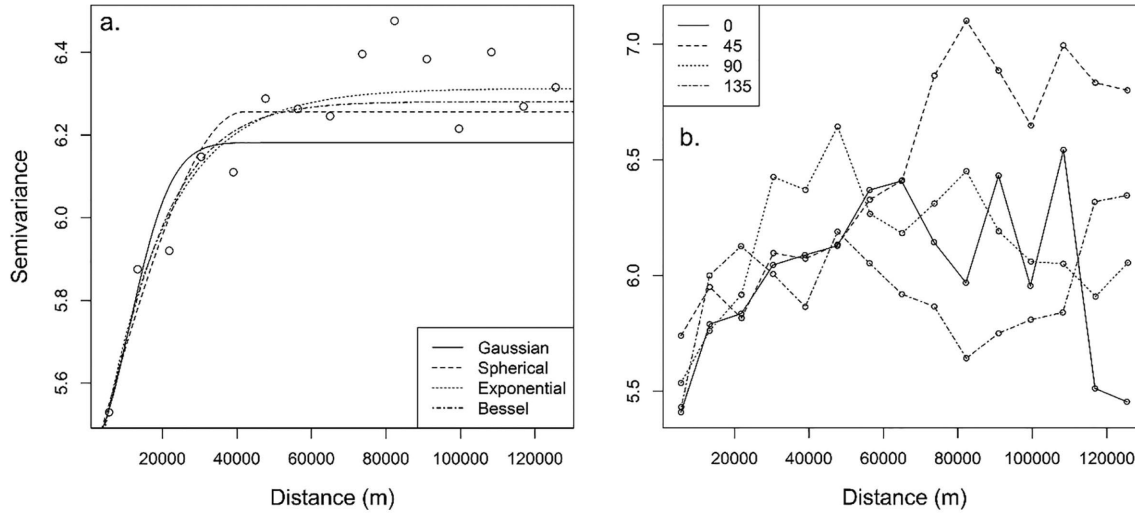 a.
Semivariance
6.4
6.2
6.0
5.8
5.6
Gaussian
Spherical
Exponential
Bessel
20000 40000 60000 80000 100000 120000
Distance (m)
0
45
90
135
b.
7.0
6.5
6.0
5.5
20000 40000 60000 80000 100000 120000
Distance (m)